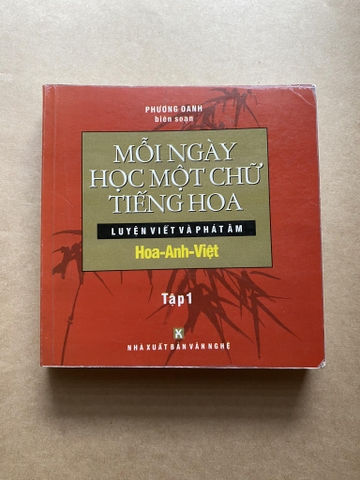 PHƯƠNG OANH
biên soạn
MỖI NGÀY
HỌC MỘT CHỮ
TIẾNG HOA
LUYỆN VIẾT VÀ PHÁT ÂM
Hoa-Anh-Việt
Tập 1
NHÀ XUẤT BẢN VĂN NGHỆ